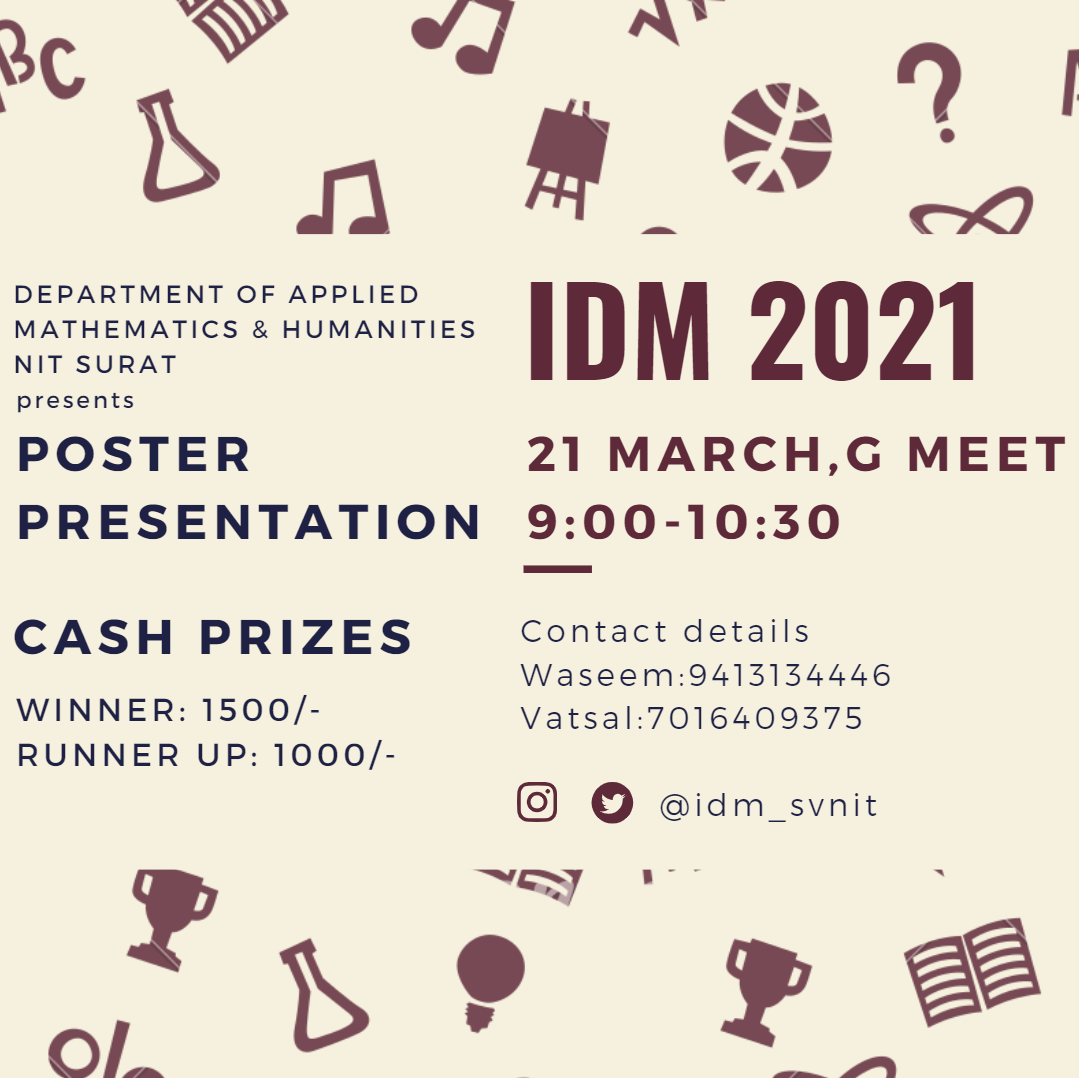 BC
DEPARTMENT OF APPLIED
MATHEMATICS & HUMANITIES
NIT SURAT
presents
POSTER
PRESENTATION
CASH PRIZES
WINNER: 1500/-
RUNNER UP: 1000/-
IDM 2021
21 MARCH,G MEET
9:00-10:30
Contact details
Waseem:9413134446
Vatsal:7016409375
@idm_svnit
?
%